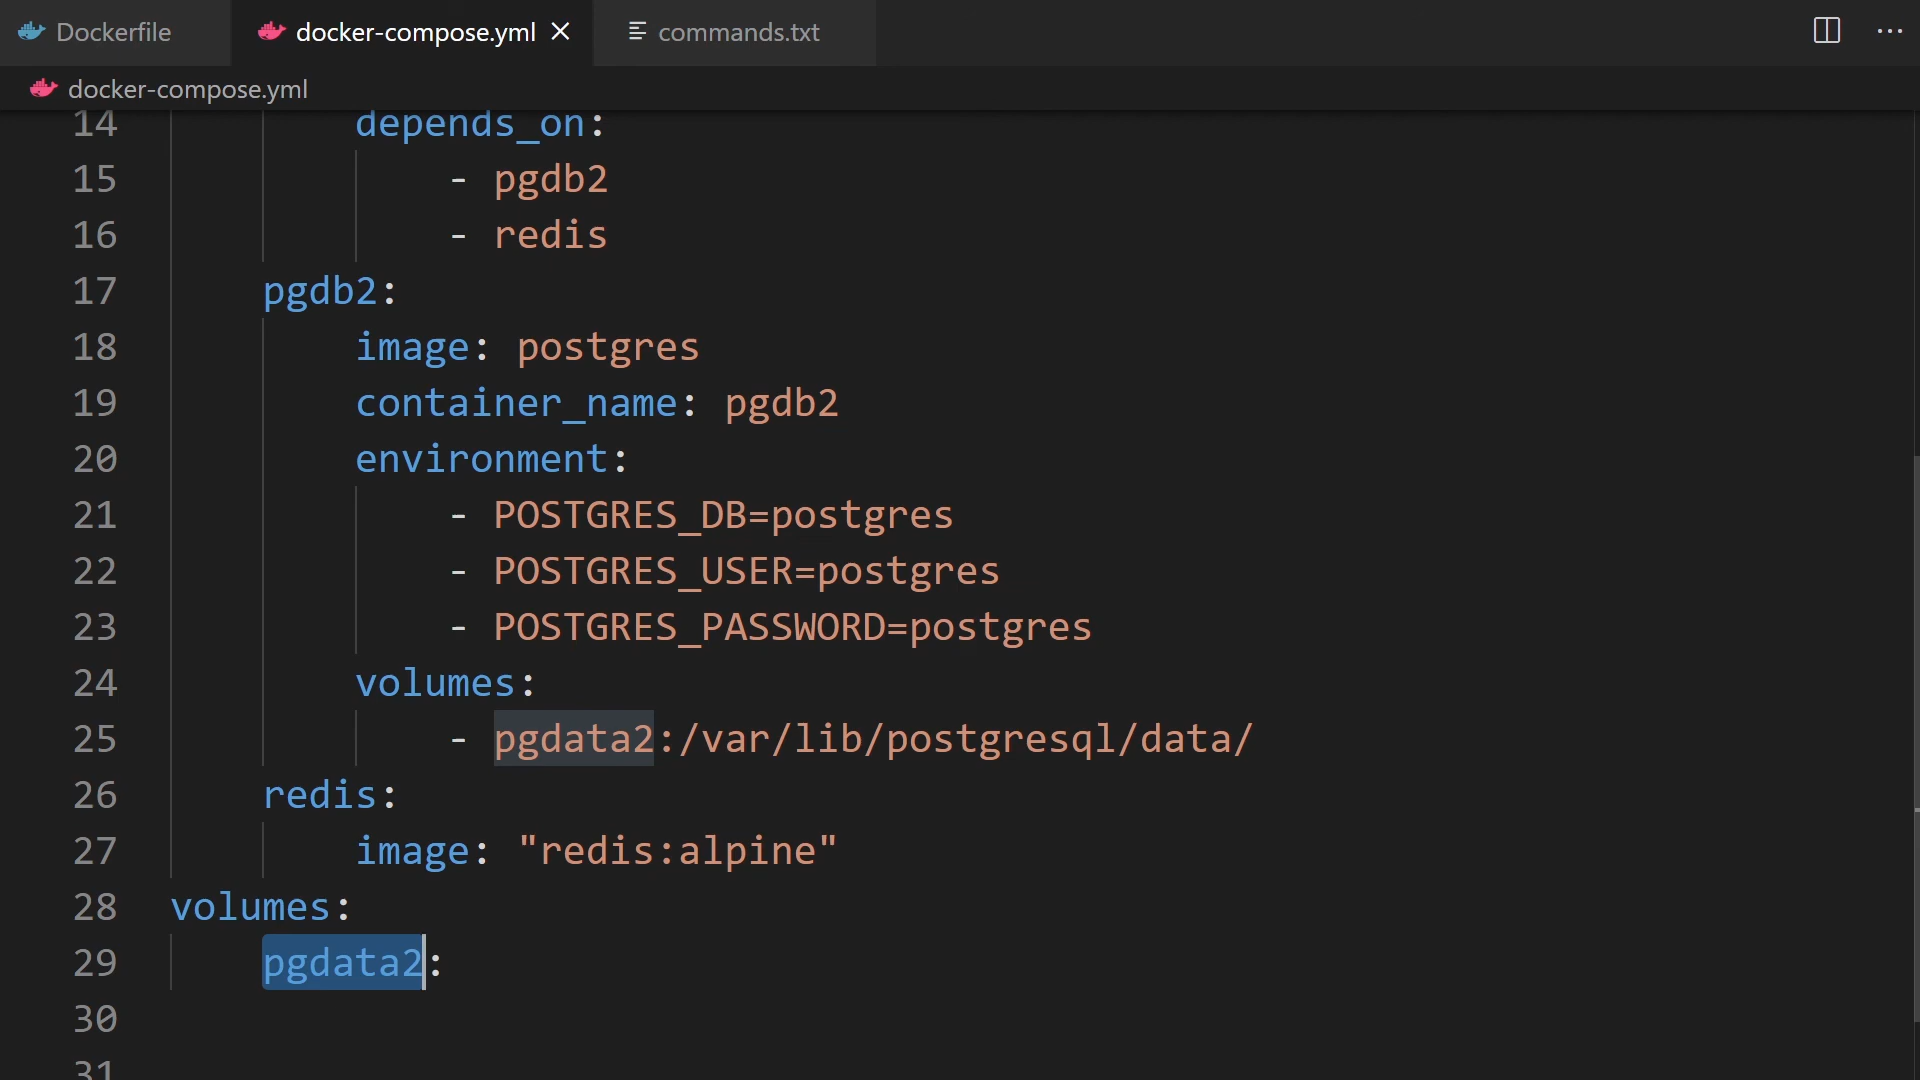 Dockerfile
docker-compose.yml
commands.txt
docker-compose.yml
14 depends_on:
15 - pgdb2
16 - redis
17 pgdb2:
18 image: postgres
19 container_name: pgdb2
20 environment:
21 - POSTGRES_DB=postgres
22 - POSTGRES_USER=postgres
23 - POSTGRES_PASSWORD=postgres
24 volumes:
25 - pgdata2:/var/lib/postgresql/data/
26 redis:
27 image: "redis:alpine"
28 volumes:
29 pgdata2:
30
31